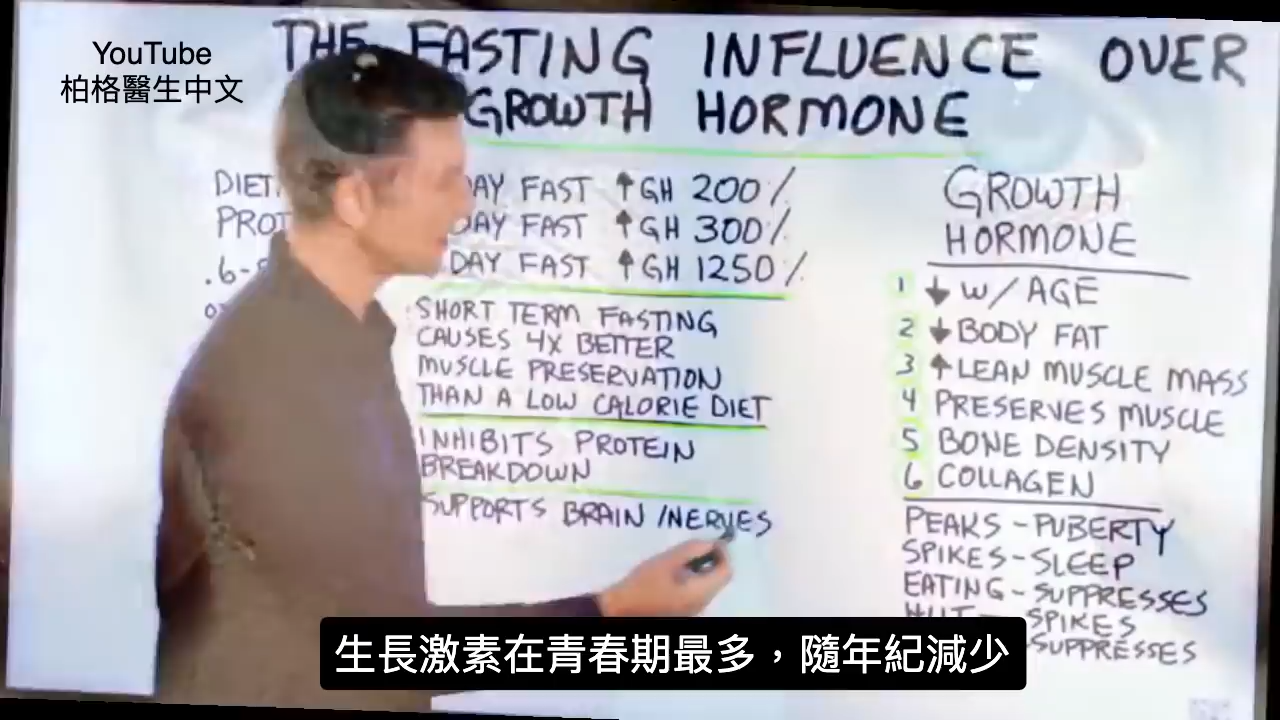 YouTube
柏格醫生中文
THE FASTING INFLUENCE OVER
GROWTH HORMONE
DAY FAST ↑GH 200%
DAY FAST ↑GH 300%
DAY FAST ↑GH 1250%
SHORT TERM FASTING
CAUSES 4X BETTER
MUSCLE PRESERVATION
THAN A LOW CALORIE DIET
INHIBITS PROTEIN
BREAKDOWN
SUPPORTS BRAIN/NERVES
GROWTH
HORMONE
1 ↓ W/AGE
2 ↓ BODY FAT
3 ↑ LEAN MUSCLE MASS
4 PRESERVES MUSCLE
5 BONE DENSITY
6 COLLAGEN
PEAKS - PUBERTY
SPIKES - SLEEP
EATING - SUPPRESSES
HIIT - SPIKES
SUPPRESSES
生長激素在青春期最多，隨年紀減少